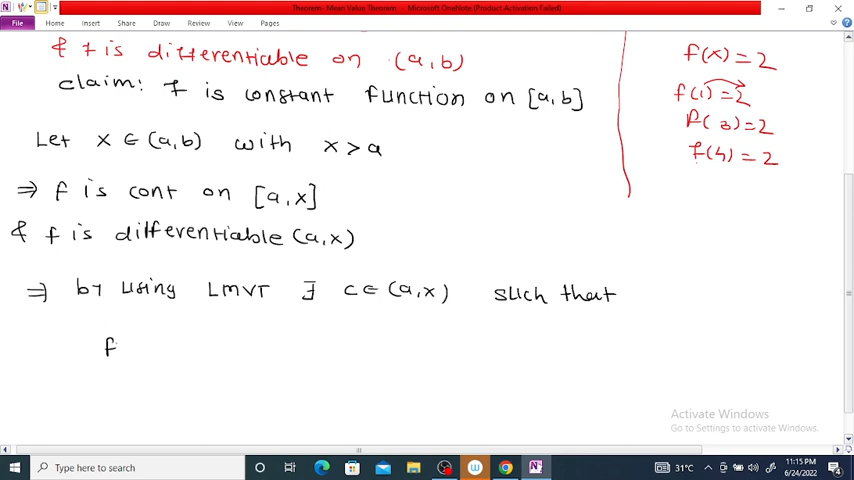 Theorem- Mean Value Theorem - Microsoft OneNote (Product Activation Failed)
File Home Insert Share Draw Review View Pages
& f is differentiable on (a,b)
claim: f is constant function on [a,b]
Let x ∈ (a,b) with x > a
⇒ f is cont on [a,x]
& f is differentiable (a,x)
⇒ by using LMVT ∃ c ∈ (a,x) such that
f
f(x) = 2
f(1) = 2
f(3) = 2
f(4) = 2
Activate Windows
Go to Settings to activate Windows.
Type here to search
31°C
11:15 PM
6/24/2022